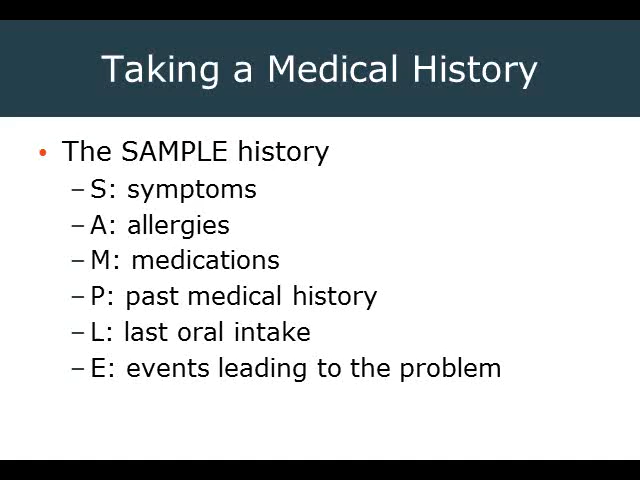 Taking a Medical History
• The SAMPLE history
– S: symptoms
– A: allergies
– M: medications
– P: past medical history
– L: last oral intake
– E: events leading to the problem